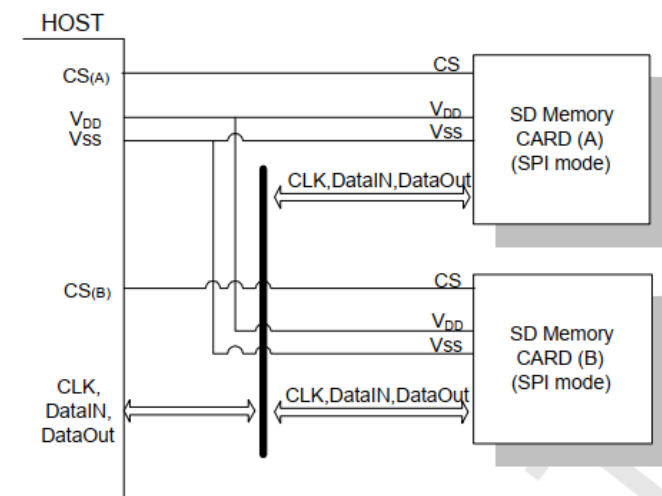 HOST
CS(A)
VDD
VSS
CS
VDD
VSS
SD Memory
CARD (A)
(SPI mode)
CLK,DataIN,DataOut
CS(B)
CS
VDD
VSS
SD Memory
CARD (B)
(SPI mode)
CLK,
DataIN,
DataOut
CLK,DataIN,DataOut